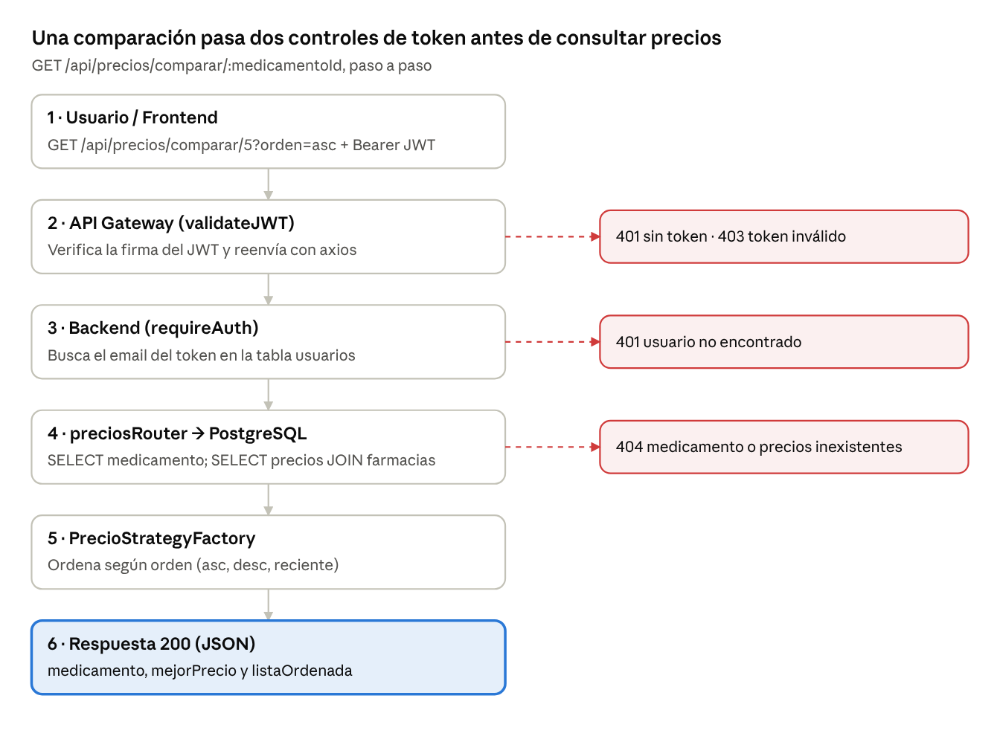 Una comparación pasa dos controles de token antes de consultar precios
GET /api/precios/comparar/:medicamentoId, paso a paso
1 · Usuario / Frontend
GET /api/precios/comparar/5?orden=asc + Bearer JWT
2 · API Gateway (validateJWT)
Verifica la firma del JWT y reenvía con axios
401 sin token · 403 token inválido
3 · Backend (requireAuth)
Busca el email del token en la tabla usuarios
401 usuario no encontrado
4 · preciosRouter → PostgreSQL
SELECT medicamento; SELECT precios JOIN farmacias
404 medicamento o precios inexistentes
5 · PrecioStrategyFactory
Ordena según orden (asc, desc, reciente)
6 · Respuesta 200 (JSON)
medicamento, mejorPrecio y listaOrdenada